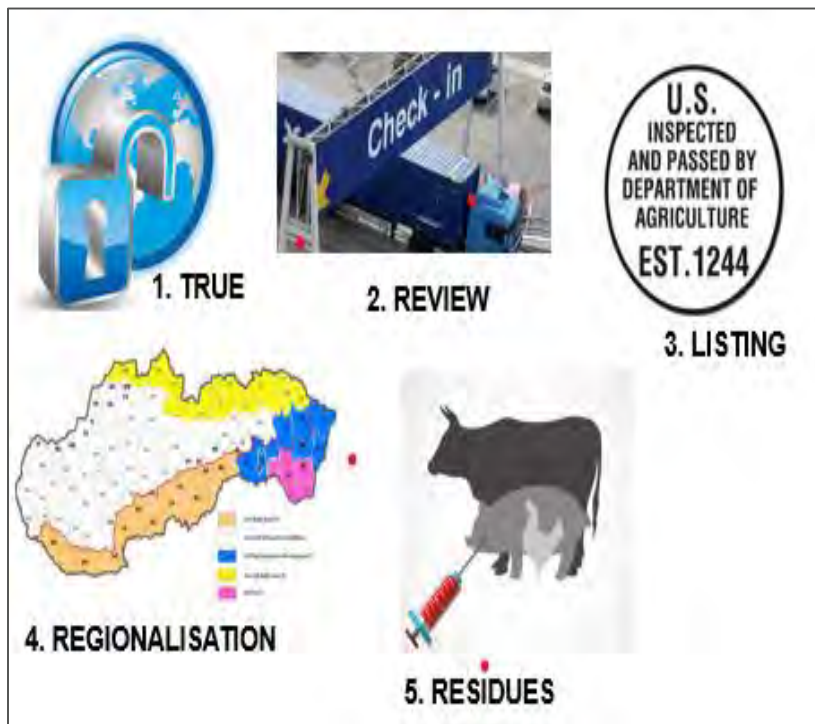 Check - in
U.S.
INSPECTED
AND PASSED BY
DEPARTMENT OF
AGRICULTURE
EST.1244
1. TRUE
2. REVIEW
3. LISTING
4. REGIONALISATION
5. RESIDUES